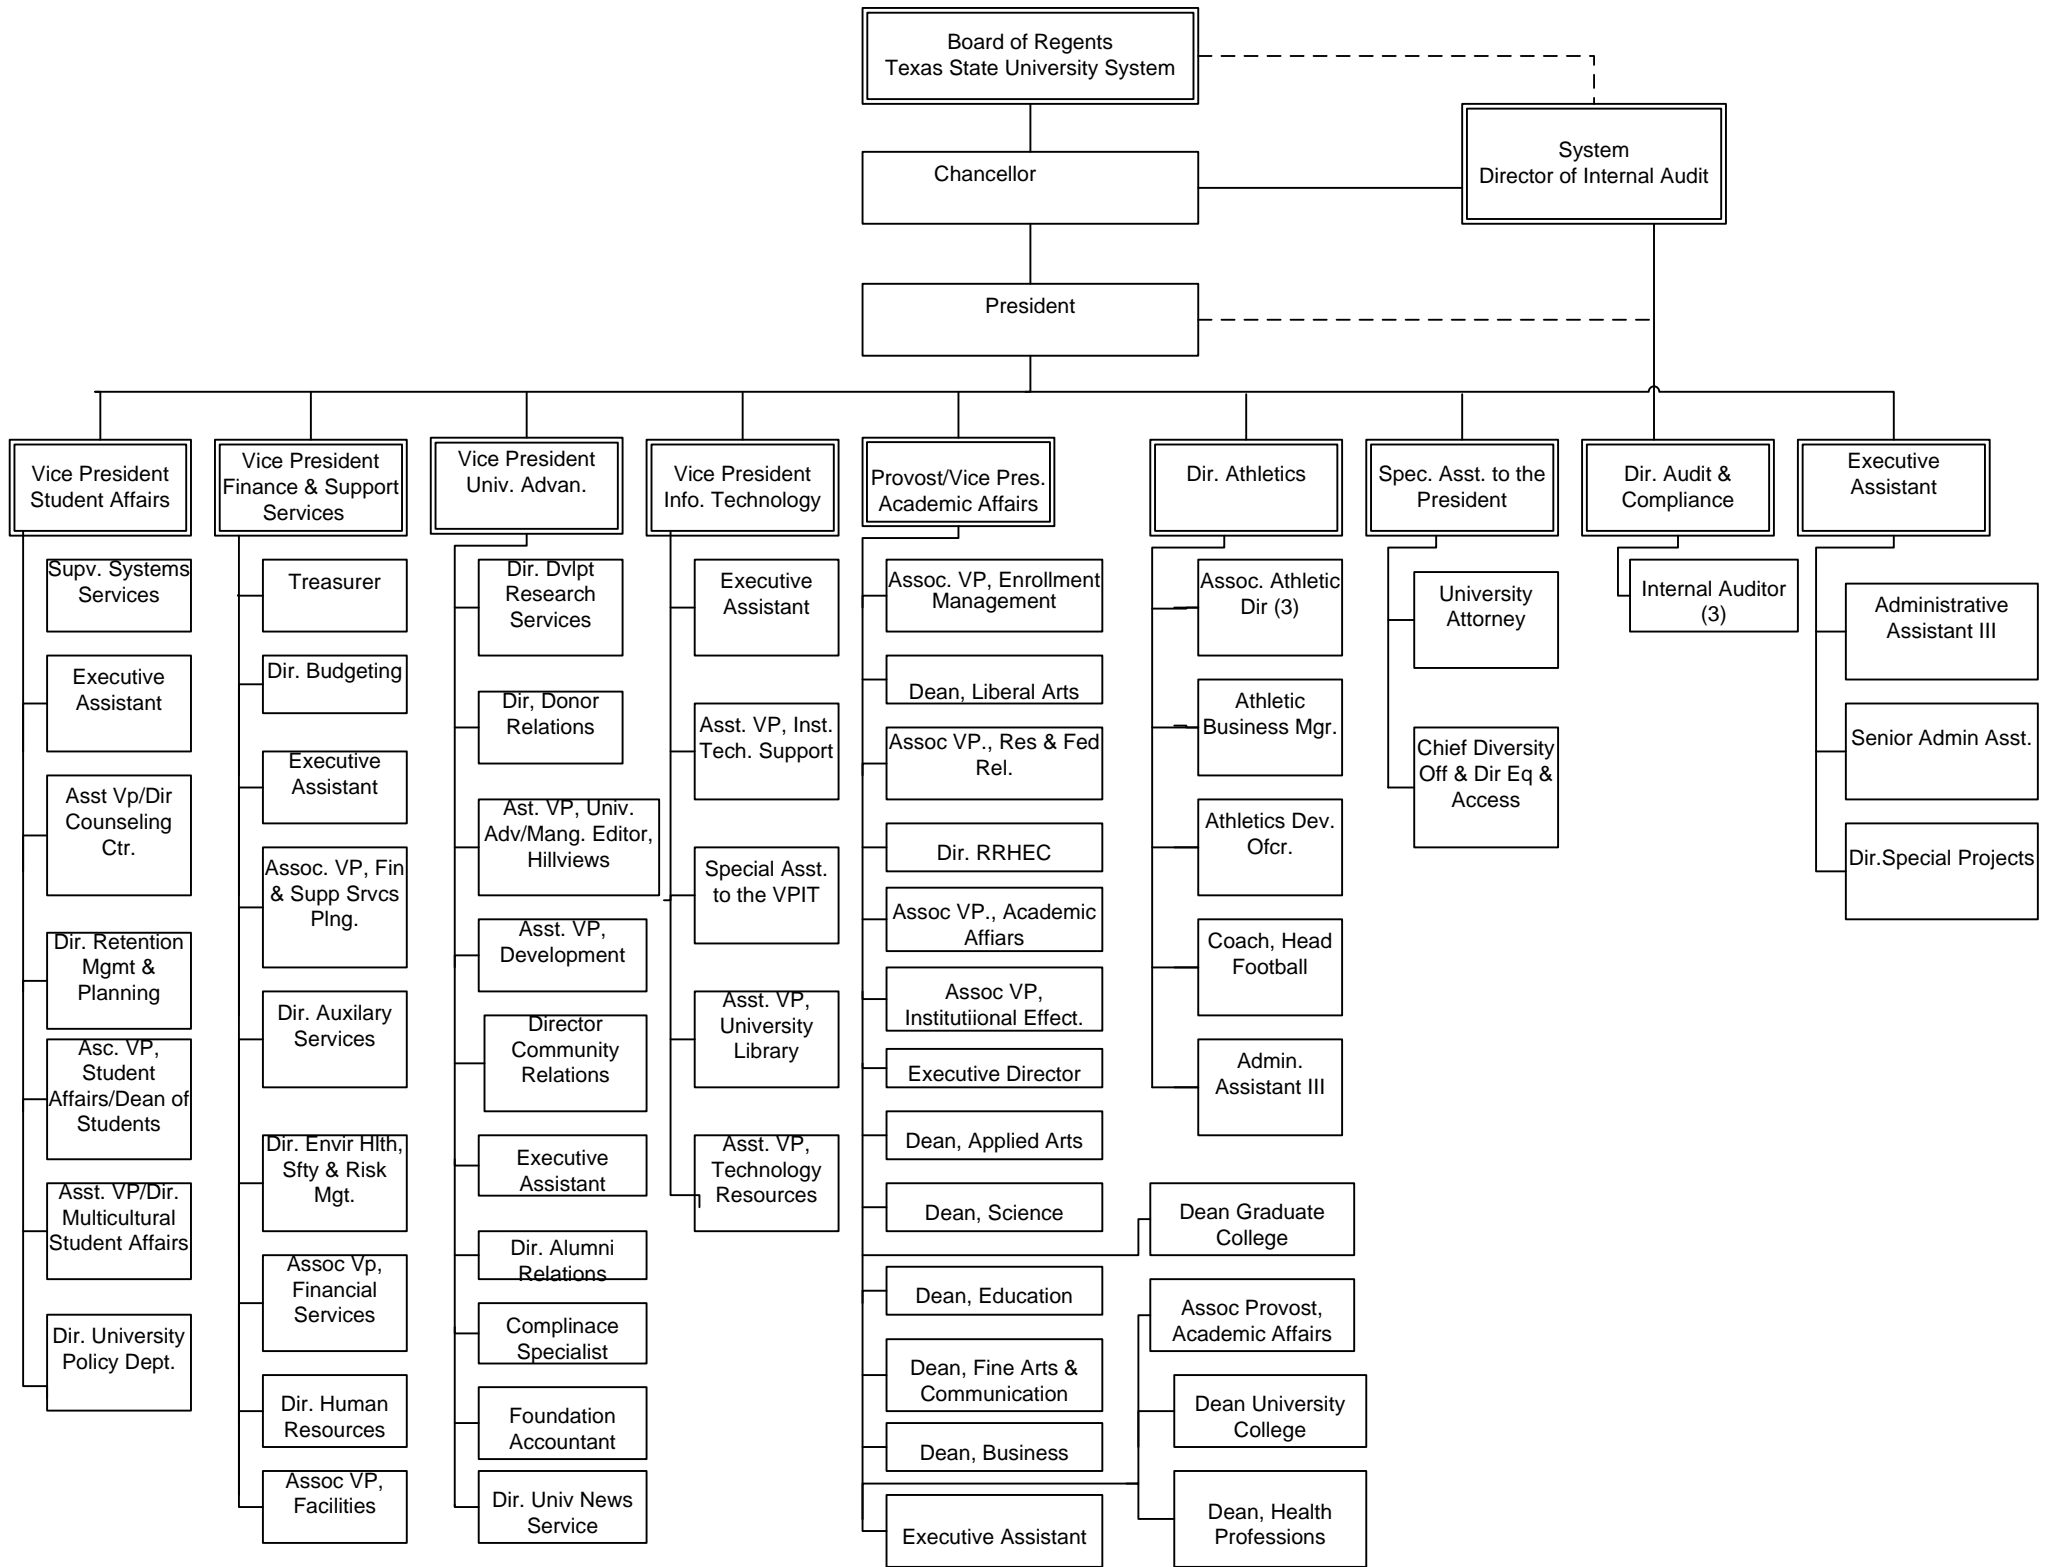 Board of Regents
Texas State University System
System
Director of Internal Audit
Chancellor
President
Vice President
Student Affairs
Supv. Systems
Services
Executive
Assistant
Asst Vp/Dir
Counseling
Ctr.
Dir. Retention
Mgmt &
Planning
Asc. VP,
Student
Affairs/Dean of
Students
Asst. VP/Dir.
Multicultural
Student Affairs
Dir. University
Policy Dept.
Vice President
Finance & Support
Services
Treasurer
Dir. Budgeting
Executive
Assistant
Assoc. VP, Fin
& Supp Srvcs
Plng.
Dir. Auxilary
Services
Dir. Envir Hlth,
Sfty & Risk
Mgt.
Assoc Vp,
Financial
Services
Dir. Human
Resources
Assoc VP,
Facilities
Vice President
Univ. Advan.
Dir. Dvlpt
Research
Services
Dir, Donor
Relations
Ast. VP, Univ.
Adv/Mang. Editor,
Hillviews
Asst. VP,
Development
Director
Community
Relations
Executive
Assistant
Dir. Alumni
Relations
Complinace
Specialist
Foundation
Accountant
Dir. Univ News
Service
Vice President
Info. Technology
Executive
Assistant
Asst. VP, Inst.
Tech. Support
Special Asst.
to the VPIT
Asst. VP,
University
Library
Asst. VP,
Technology
Resources
Provost/Vice Pres.
Academic Affairs
Assoc. VP, Enrollment
Management
Dean, Liberal Arts
Assoc VP., Res & Fed
Rel.
Dir. RRHEC
Assoc VP., Academic
Affiars
Assoc VP,
Institutiional Effect.
Executive Director
Dean, Applied Arts
Dean, Science
Dean Graduate
College
Dean, Education
Dean, Fine Arts &
Communication
Dean, Business
Assoc Provost,
Academic Affairs
Dean University
College
Dean, Health
Professions
Executive Assistant
Dir. Athletics
Assoc. Athletic
Dir (3)
Athletic
Business Mgr.
Athletics Dev.
Ofcr.
Coach, Head
Football
Admin.
Assistant III
Spec. Asst. to the
President
University
Attorney
Chief Diversity
Off & Dir Eq &
Access
Dir. Audit &
Compliance
Internal Auditor
(3)
Executive
Assistant
Administrative
Assistant III
Senior Admin Asst.
Dir.Special Projects